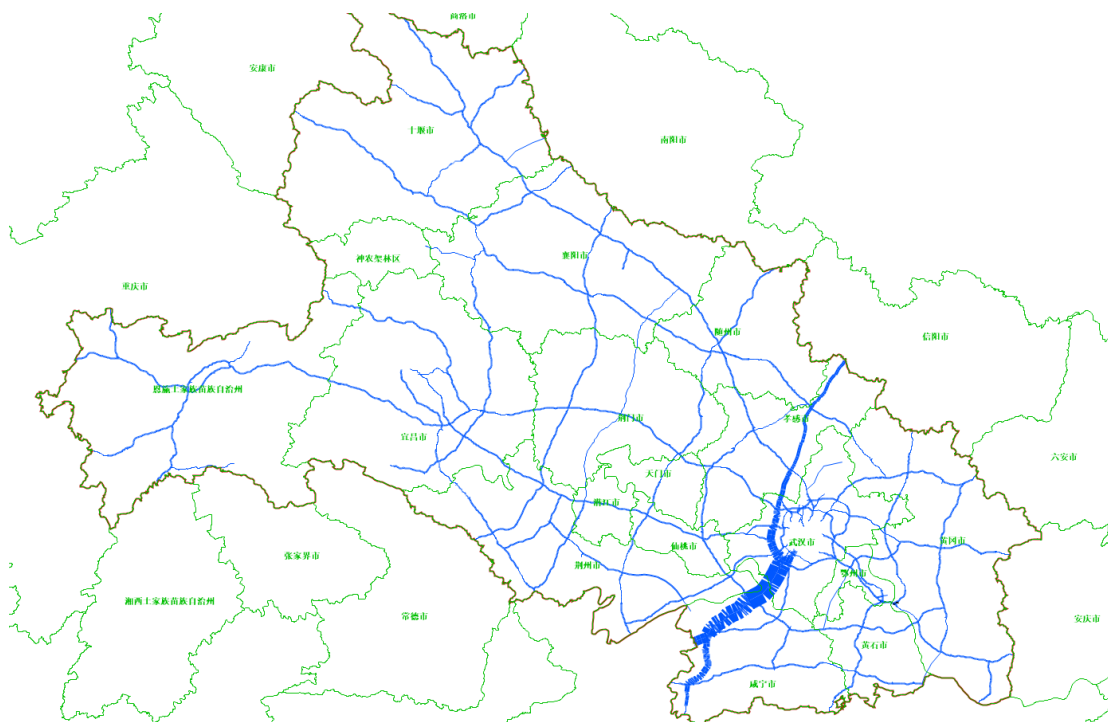 商洛市
安康市
十堰市
南阳市
神农架林区
襄阳市
重庆市
随州市
信阳市
恩施土家族苗族自治州
荆门市
孝感市
宜昌市
六安市
天门市
潜江市
仙桃市
武汉市
黄冈市
张家界市
荆州市
鄂州市
湘西土家族苗族自治州
常德市
安庆市
黄石市
咸宁市